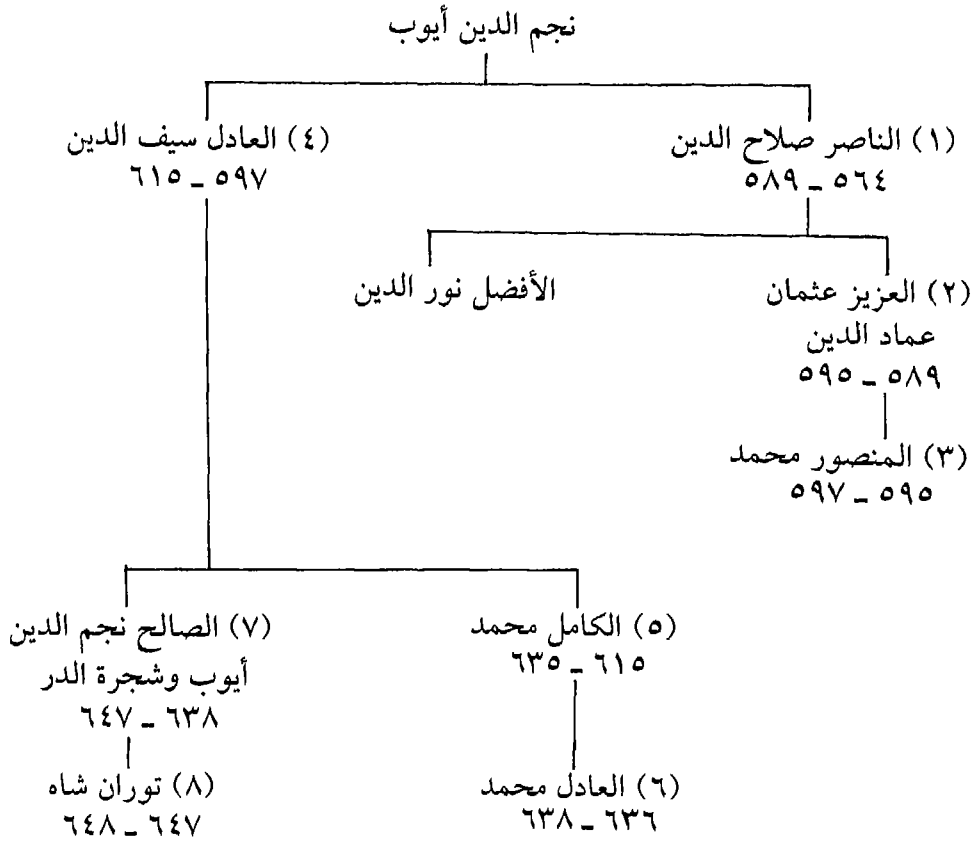 نجم الدين أيوب
(١) الناصر صلاح الدين
٥٦٤ – ٥٨٩
(٤) العادل سيف الدين
٥٩٧ – ٦١٥
(٢) العزيز عثمان
عماد الدين
٥٨٩ – ٥٩٥
الأفضل نور الدين
(٣) المنصور محمد
٥٩٥ – ٥٩٧
(٥) الكامل محمد
٦١٥ – ٦٣٥
(٧) الصالح نجم الدين
أيوب وشجرة الدر
٦٣٨ – ٦٤٧
(٦) العادل محمد
٦٣٦ – ٦٣٨
(٨) توران شاه
٦٤٧ – ٦٤٨